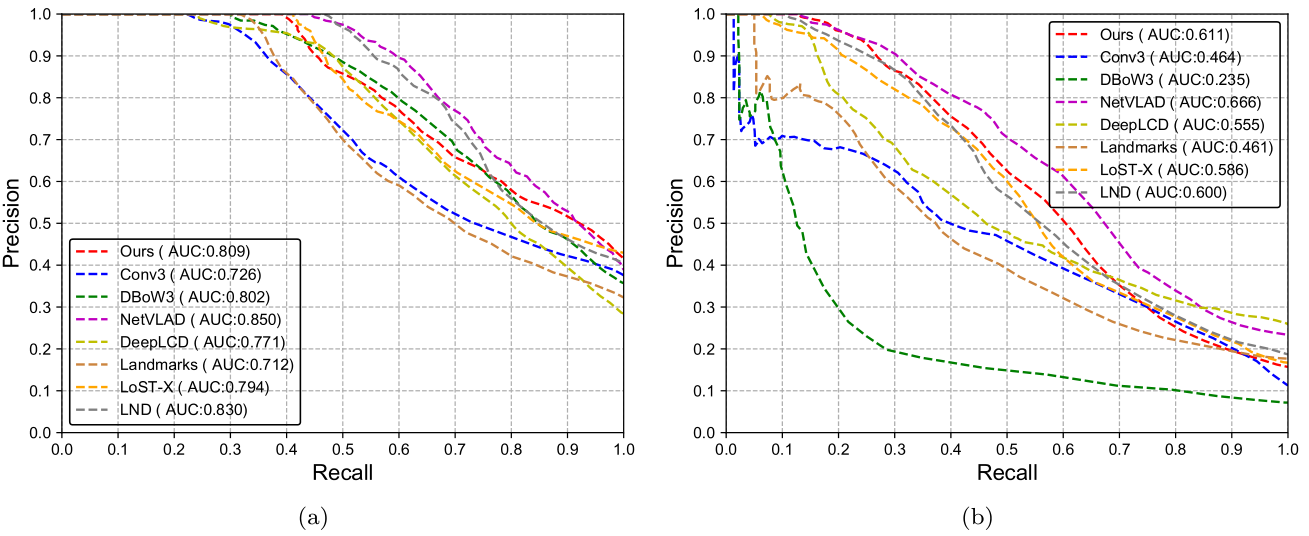 1.0
0.9
0.8
0.7
0.6
0.5
0.4
0.3
0.2
0.1
0.0
Precision
Ours ( AUC:0.809)
Conv3 ( AUC:0.726)
DBoW3 ( AUC:0.802)
NetVLAD ( AUC:0.850)
DeepLCD ( AUC:0.771)
Landmarks ( AUC:0.712)
LoST-X ( AUC:0.794)
LND ( AUC:0.830)
0.0 0.1 0.2 0.3 0.4 0.5 0.6 0.7 0.8 0.9 1.0
Recall
(a)
1.0
0.9
0.8
0.7
0.6
0.5
0.4
0.3
0.2
0.1
0.0
Precision
Ours ( AUC:0.611)
Conv3 ( AUC:0.464)
DBoW3 ( AUC:0.235)
NetVLAD ( AUC:0.666)
DeepLCD ( AUC:0.555)
Landmarks ( AUC:0.461)
LoST-X ( AUC:0.586)
LND ( AUC:0.600)
0.0 0.1 0.2 0.3 0.4 0.5 0.6 0.7 0.8 0.9 1.0
Recall
(b)